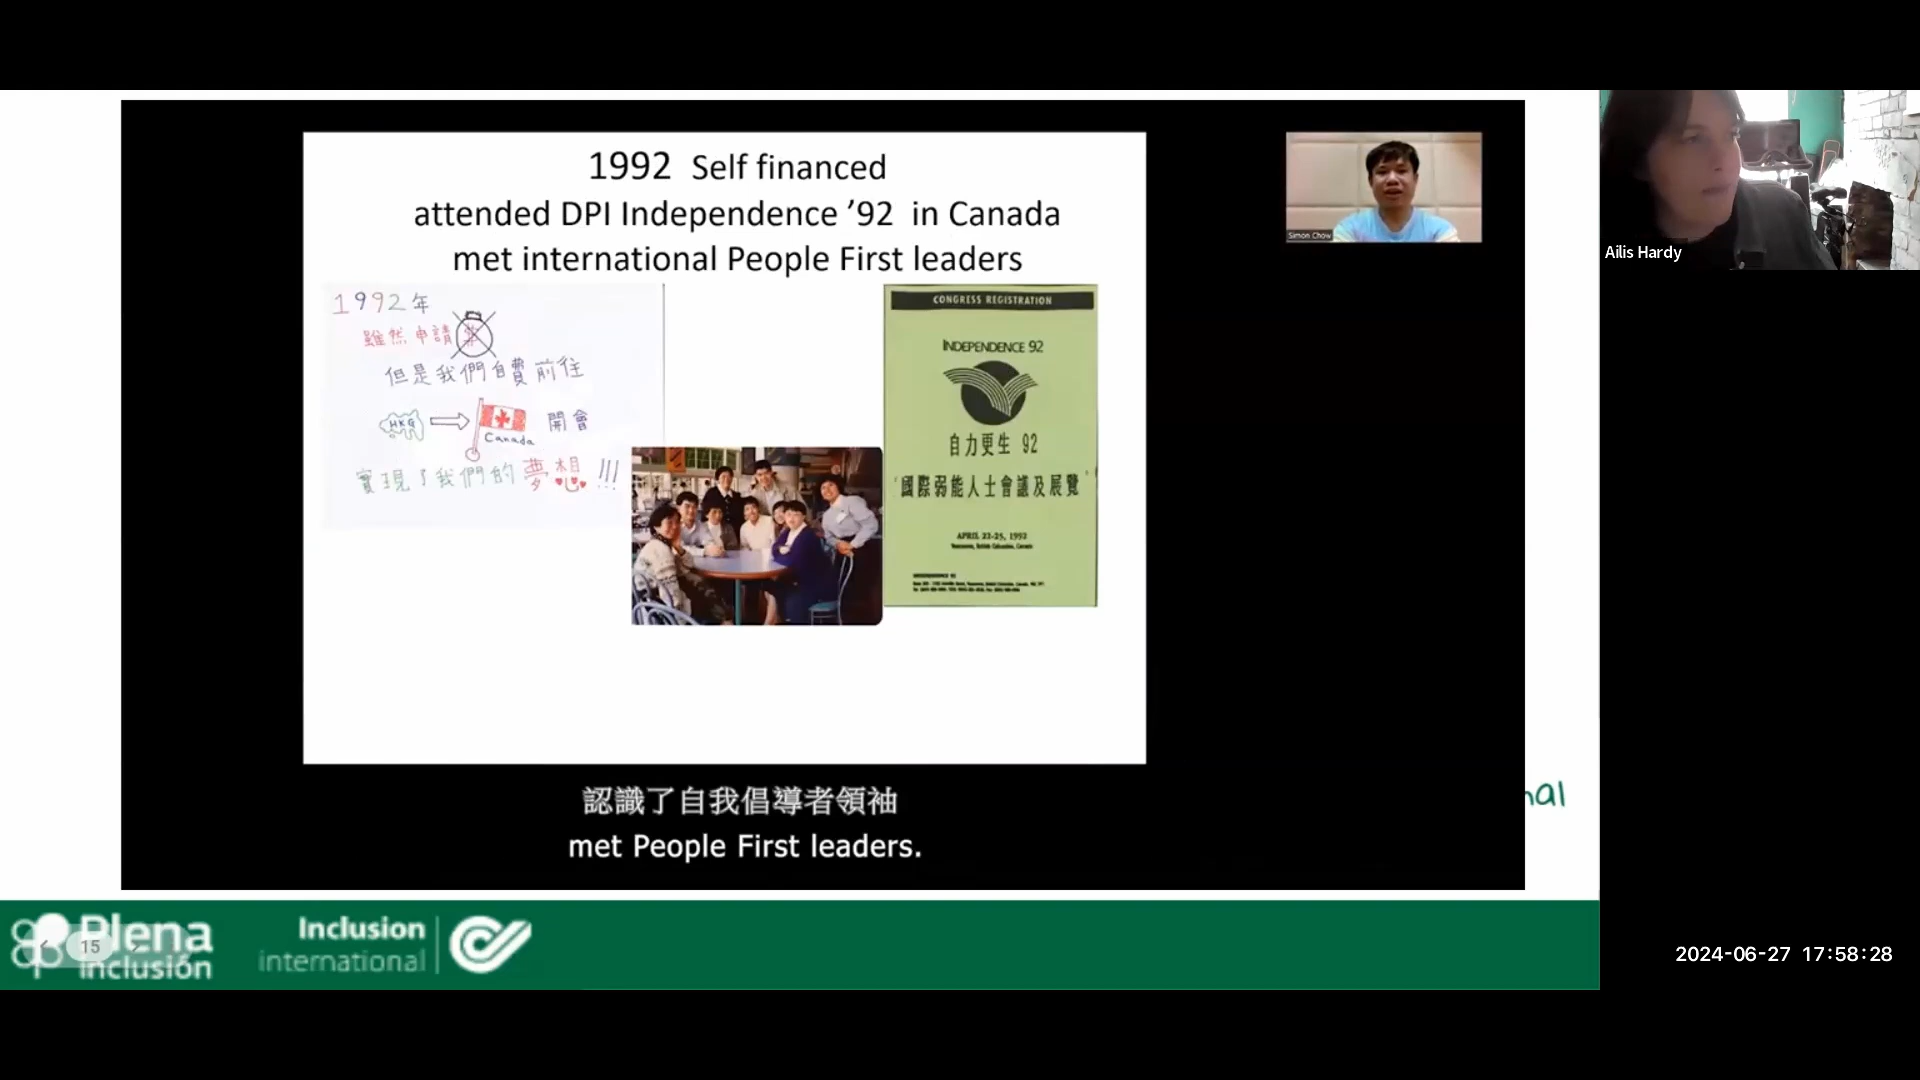 1992 Self financed
attended DPI Independence ’92 in Canada
met international People First leaders
1992年
雖然申請
但是我們自費前往
HKG
Canada
開會
實現了我們的夢想!!!
CONGRESS REGISTRATION
INDEPENDENCE 92
自力更生 92
國際弱能人士會議及展覽
APRIL 22-25, 1992
Vancouver, British Columbia, Canada
Simon Chow
Ailis Hardy
認識了自我倡導者領袖
met People First leaders.
nal
Plena
inclusión
15
Inclusion
international
2024-06-27 17:58:28